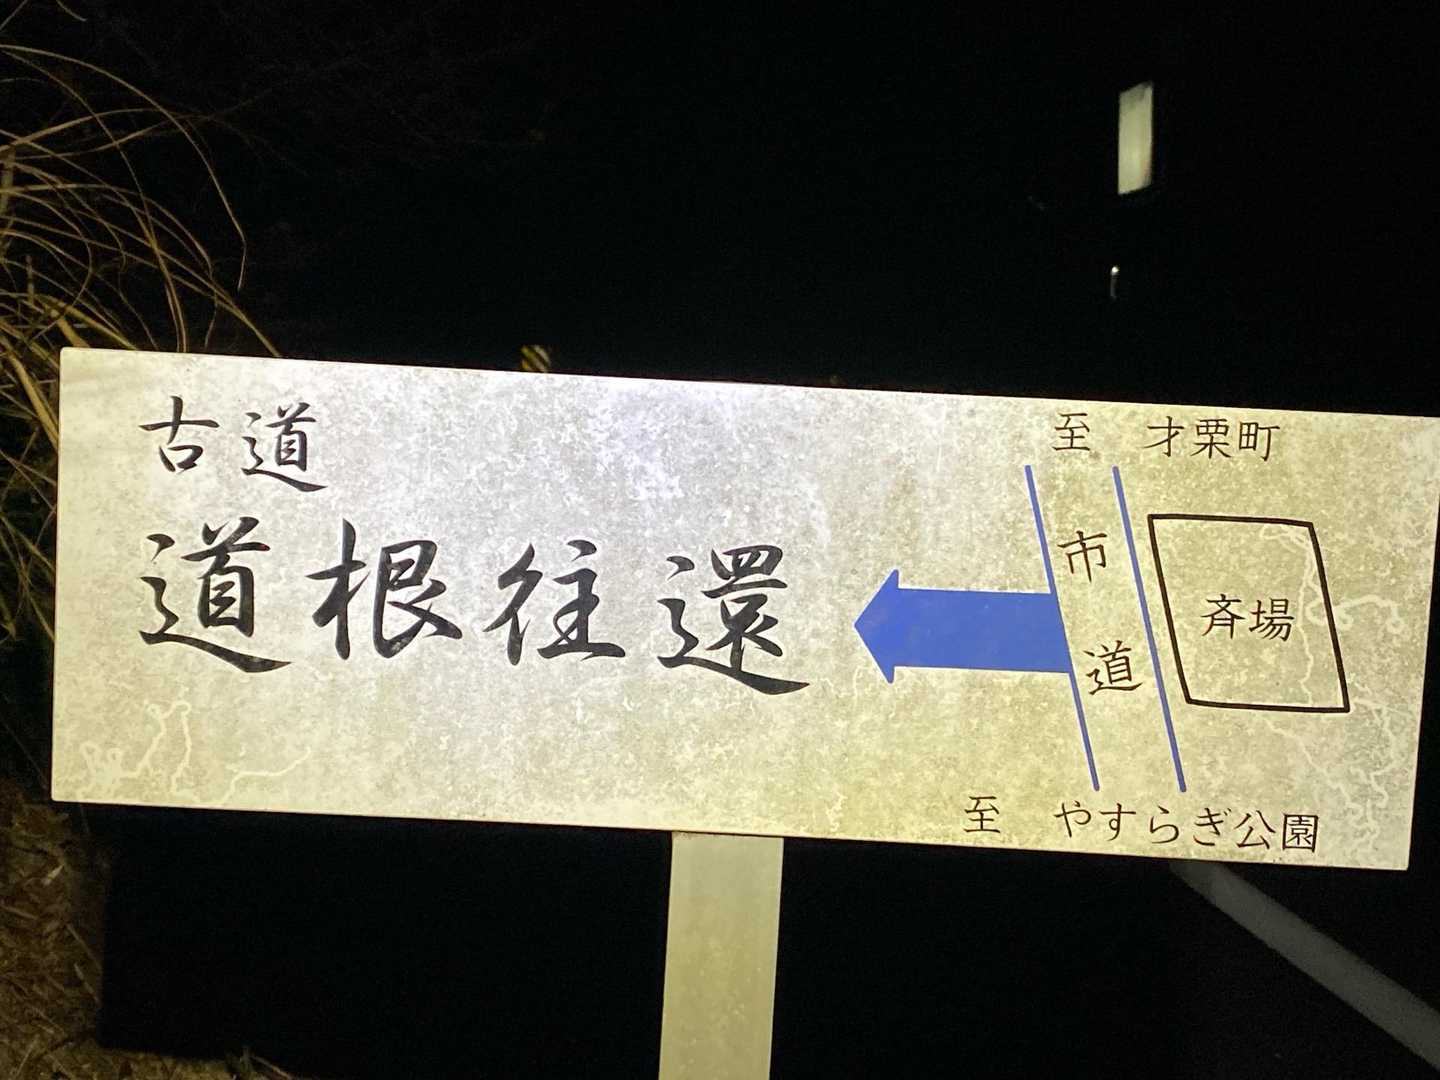 古道
道根往還
至 才栗町
市道
斉場
至 やすらぎ公園